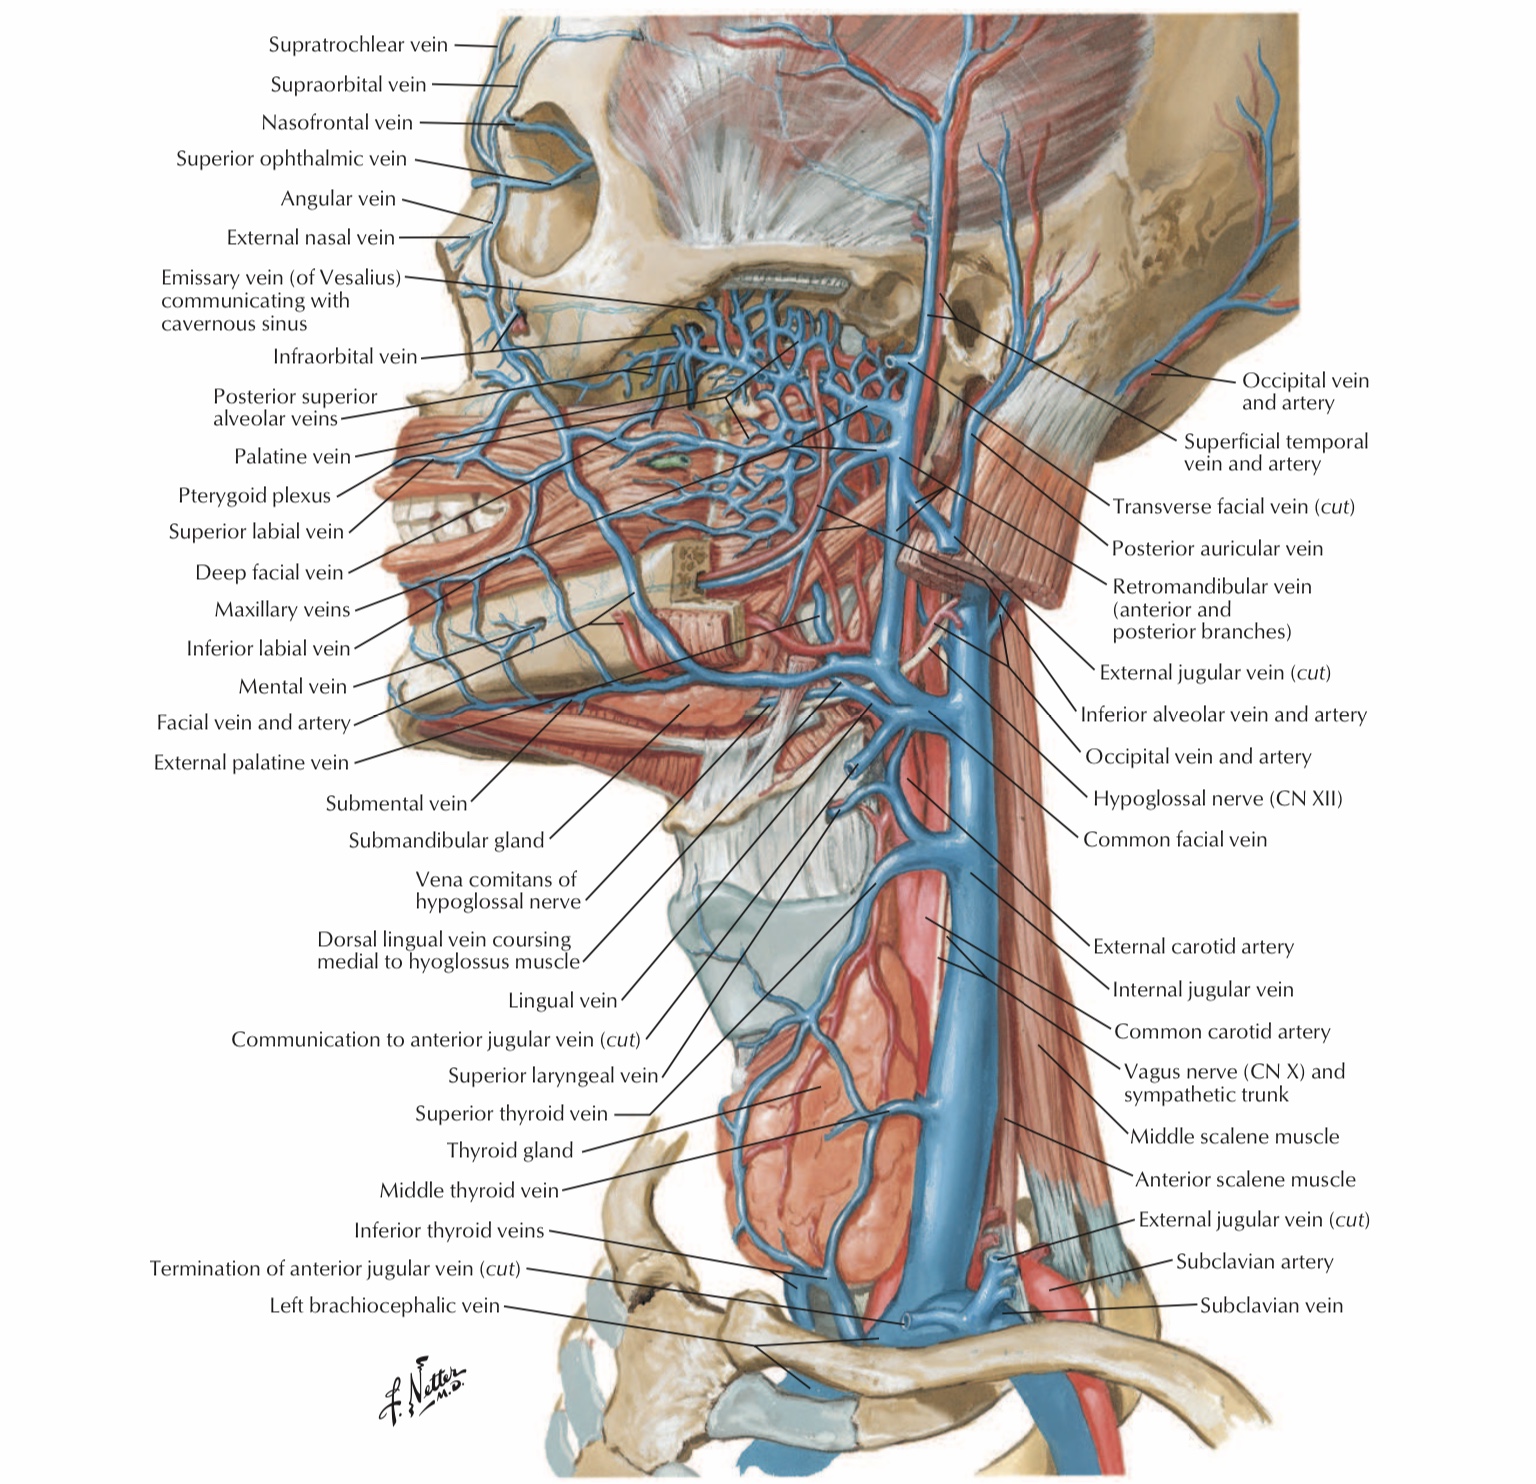 Supratrochlear vein
Supraorbital vein
Nasofrontal vein
Superior ophthalmic vein
Angular vein
External nasal vein
Emissary vein (of Vesalius)
communicating with
cavernous sinus
Infraorbital vein
Posterior superior
alveolar veins
Palatine vein
Pterygoid plexus
Superior labial vein
Deep facial vein
Maxillary veins
Inferior labial vein
Mental vein
Facial vein and artery
External palatine vein
Submental vein
Submandibular gland
Vena comitans of
hypoglossal nerve
Dorsal lingual vein coursing
medial to hyoglossus muscle
Lingual vein
Communication to anterior jugular vein (cut)
Superior laryngeal vein
Superior thyroid vein
Thyroid gland
Middle thyroid vein
Inferior thyroid veins
Termination of anterior jugular vein (cut)
Left brachiocephalic vein
Occipital vein
and artery
Superficial temporal
vein and artery
Transverse facial vein (cut)
Posterior auricular vein
Retromandibular vein
(anterior and
posterior branches)
External jugular vein (cut)
Inferior alveolar vein and artery
Occipital vein and artery
Hypoglossal nerve (CN XII)
Common facial vein
External carotid artery
Internal jugular vein
Common carotid artery
Vagus nerve (CN X) and
sympathetic trunk
Middle scalene muscle
Anterior scalene muscle
External jugular vein (cut)
Subclavian artery
Subclavian vein
F. Netter
M.D.